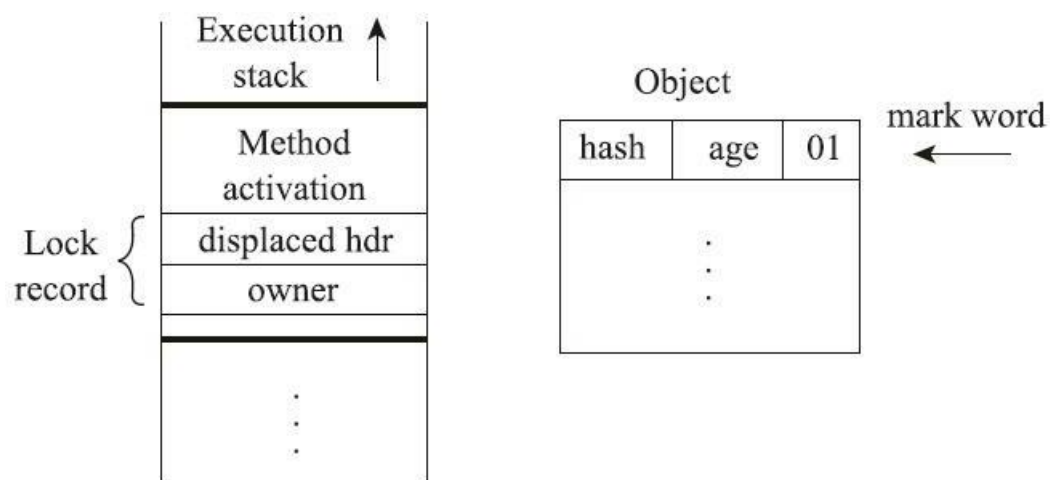 Execution
stack
Method
activation
Lock
record
displaced hdr
owner
Object
hash age 01
mark word